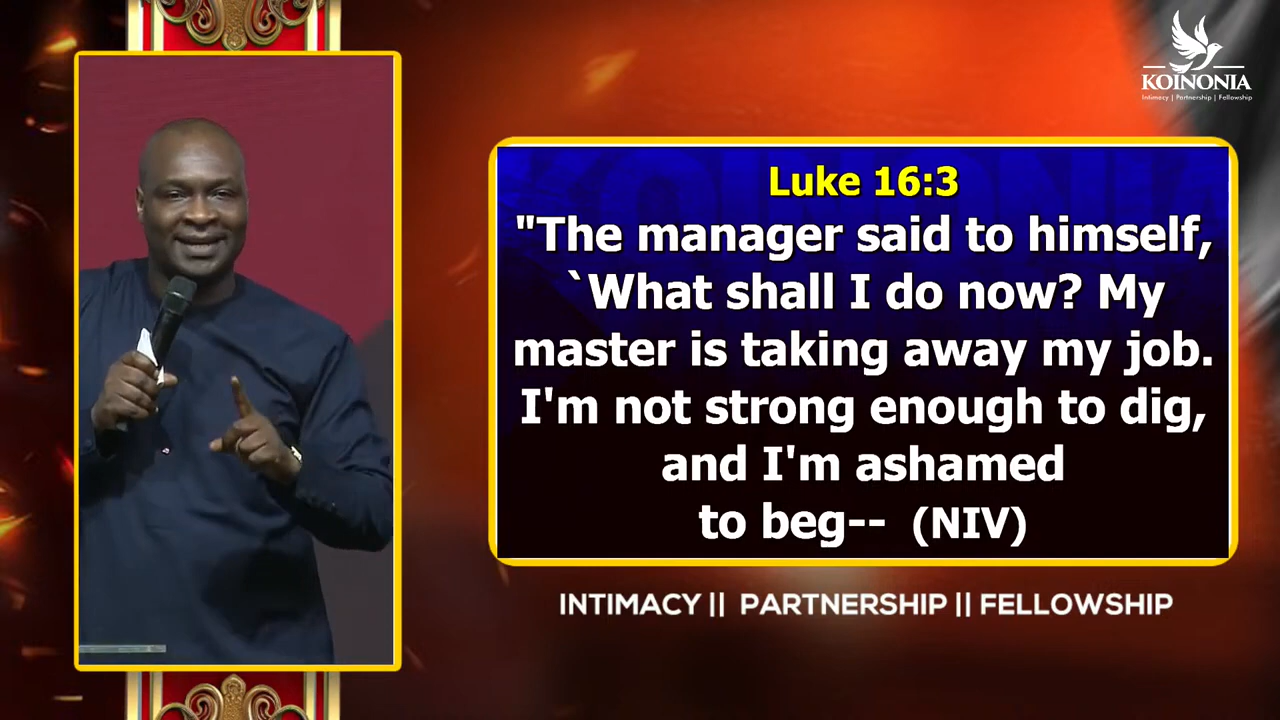 KOINONIA
Intimacy | Partnership | Fellowship
Luke 16:3
"The manager said to himself,
`What shall I do now? My
master is taking away my job.
I'm not strong enough to dig,
and I'm ashamed
to beg-- (NIV)
INTIMACY || PARTNERSHIP || FELLOWSHIP